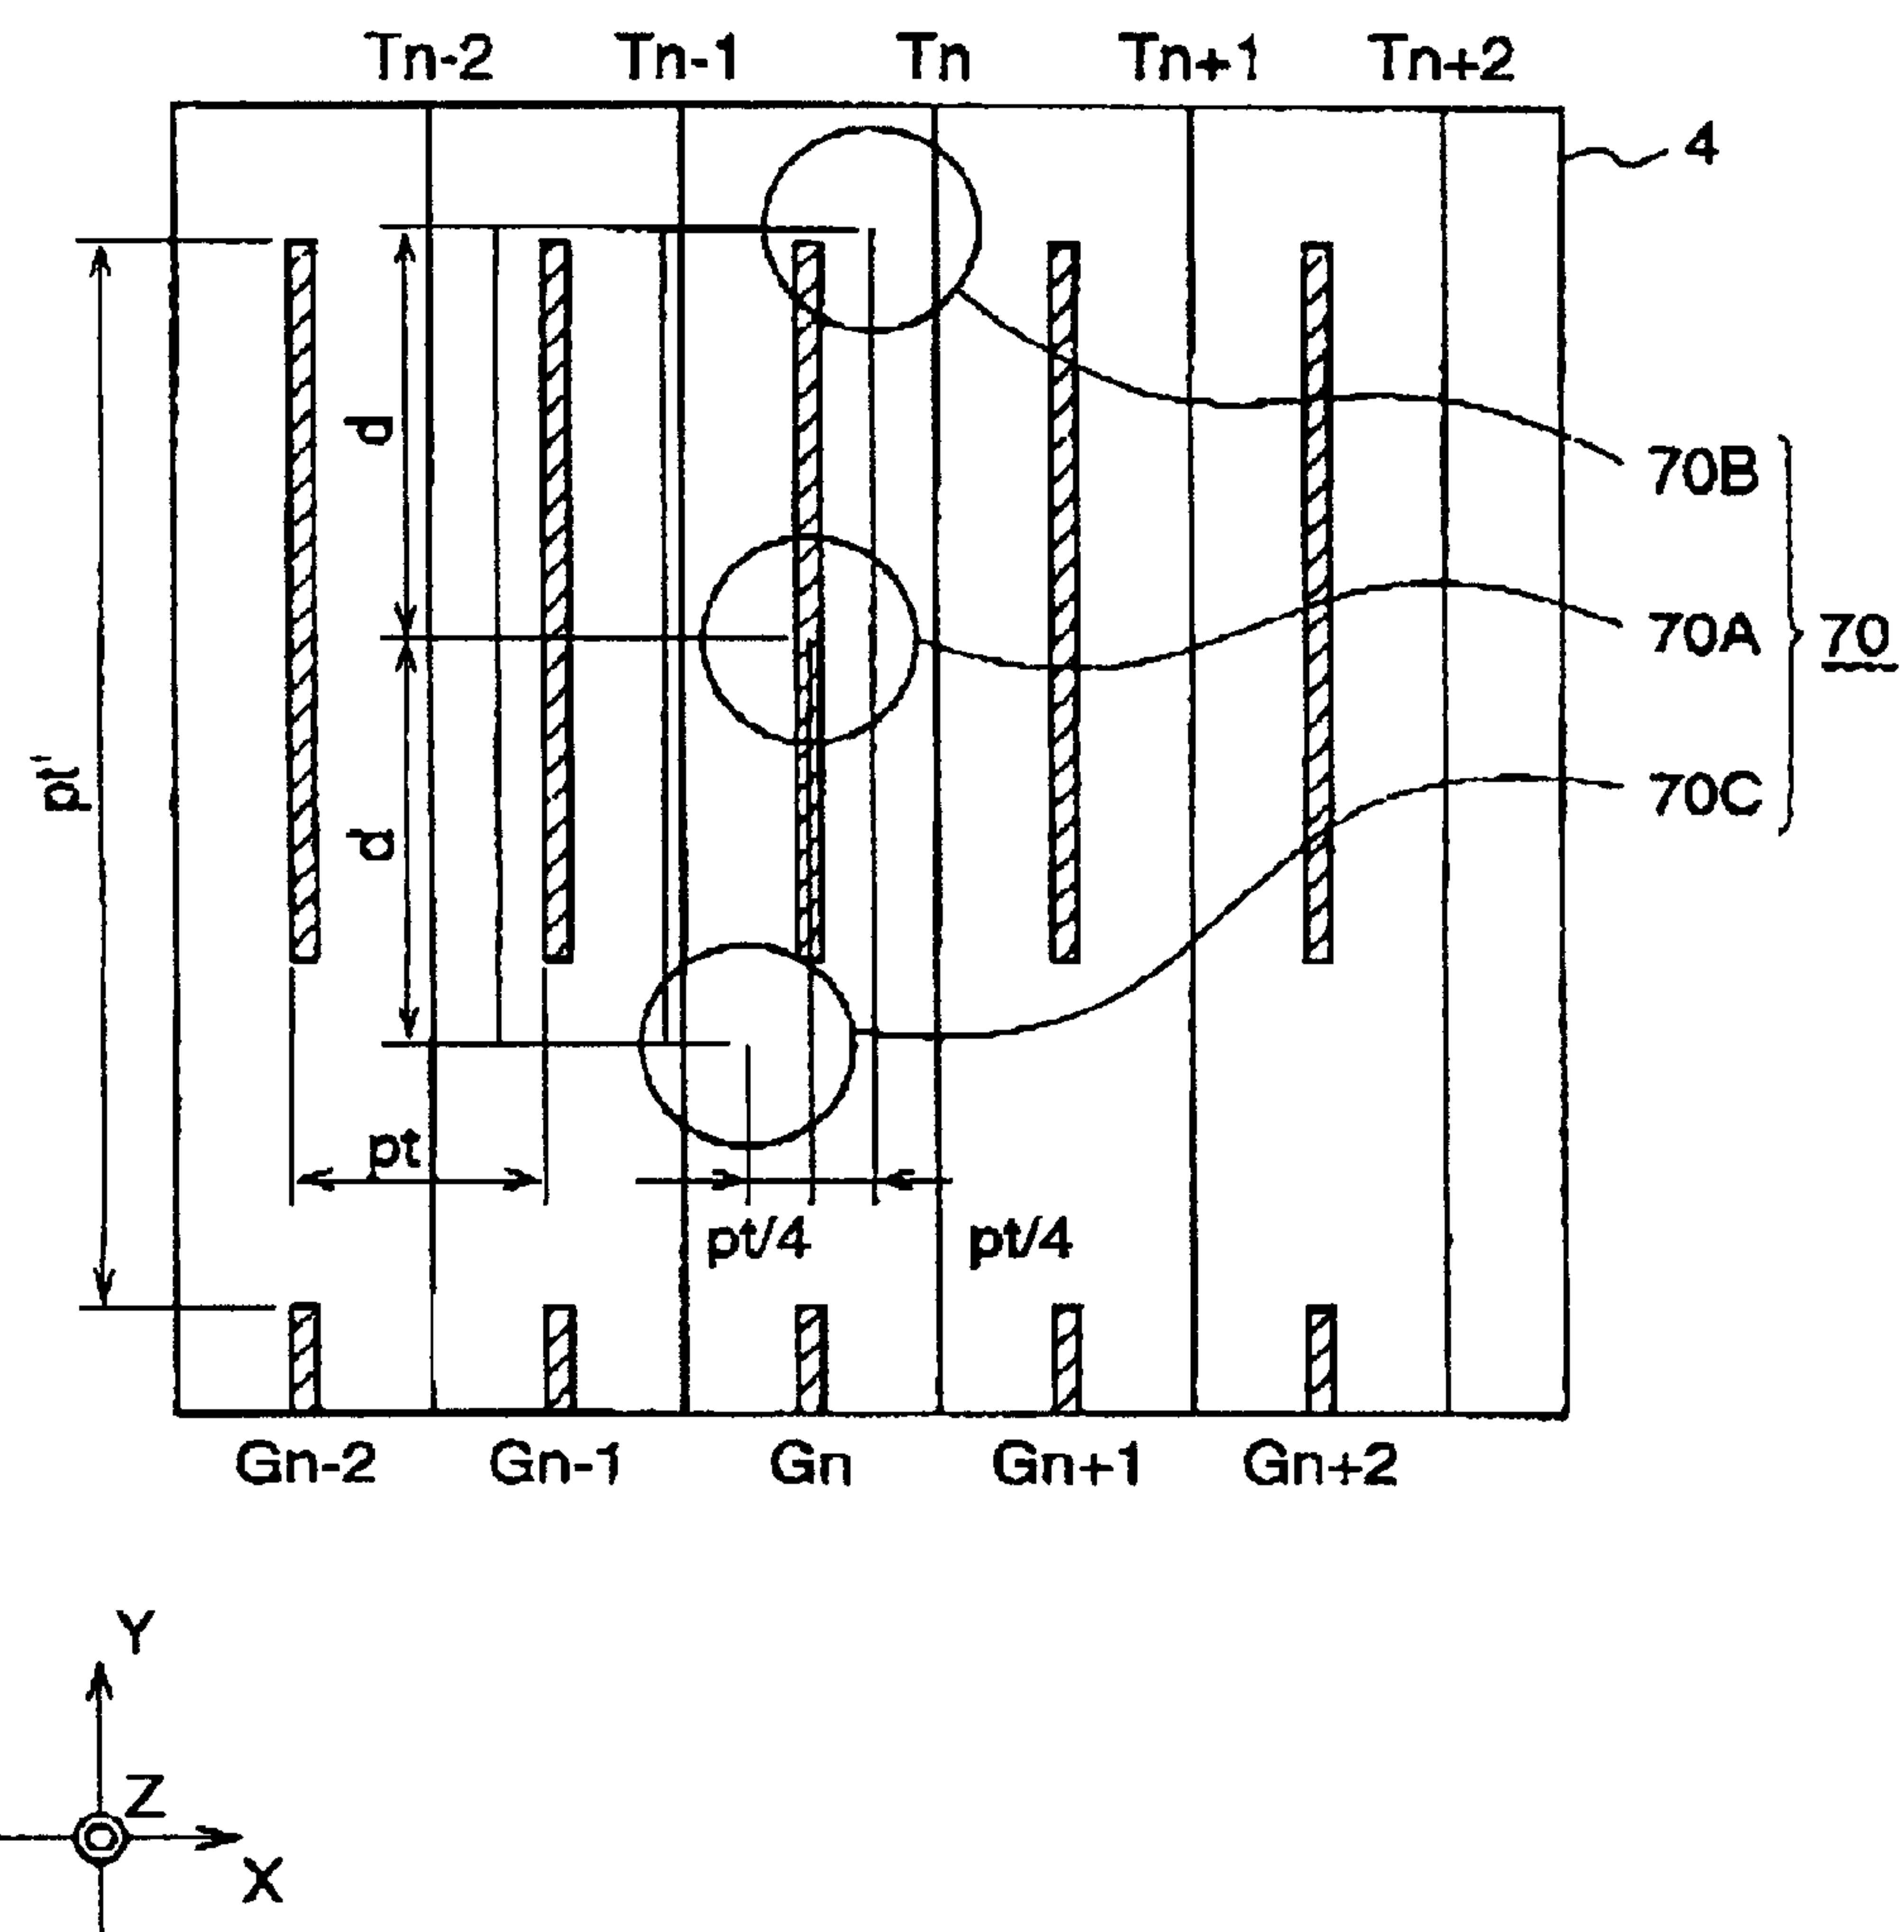 Tn-2 Tn-1 Tn Tn+1 Tn+2
4
d
70B
70A
70
pt'
d
70C
pt
pt/4 pt/4
Gn-2 Gn-1 Gn Gn+1 Gn+2
Y
Z
X